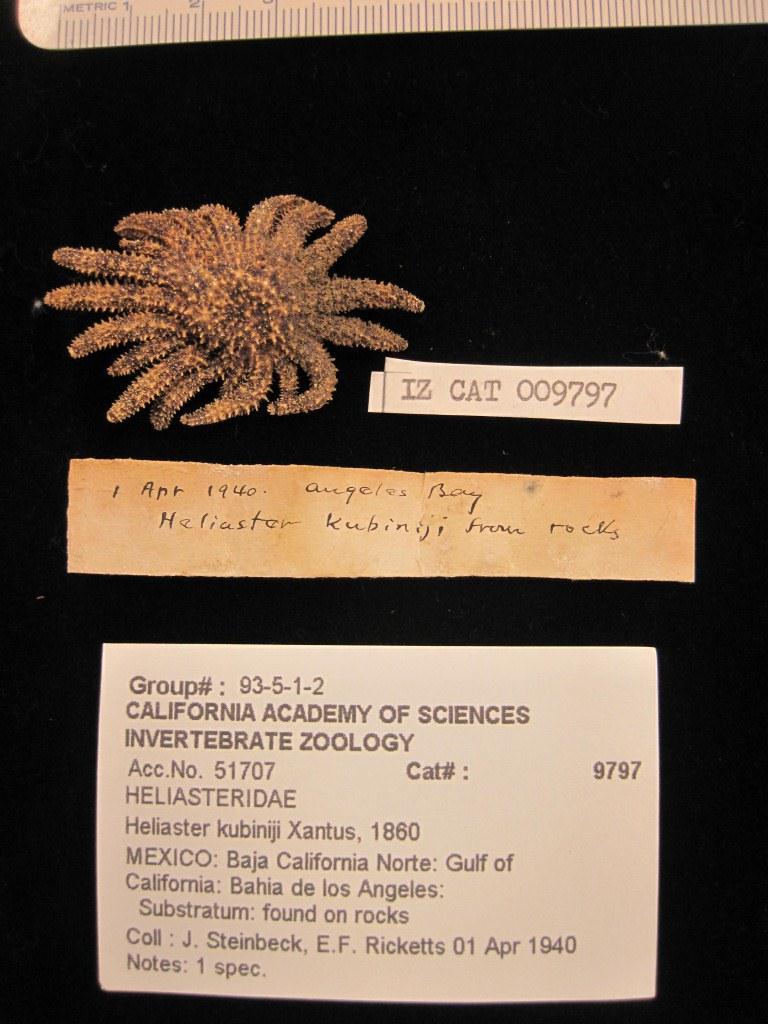 METRIC 1 2 3
IZ CAT 009797
1 Apr 1940. Angeles Bay
Heliaster kubiniji from rocks
Group# : 93-5-1-2
CALIFORNIA ACADEMY OF SCIENCES
INVERTEBRATE ZOOLOGY
Acc.No. 51707 Cat# : 9797
HELIASTERIDAE
Heliaster kubiniji Xantus, 1860
MEXICO: Baja California Norte: Gulf of
California: Bahia de los Angeles:
Substratum: found on rocks
Coll : J. Steinbeck, E.F. Ricketts 01 Apr 1940
Notes: 1 spec.